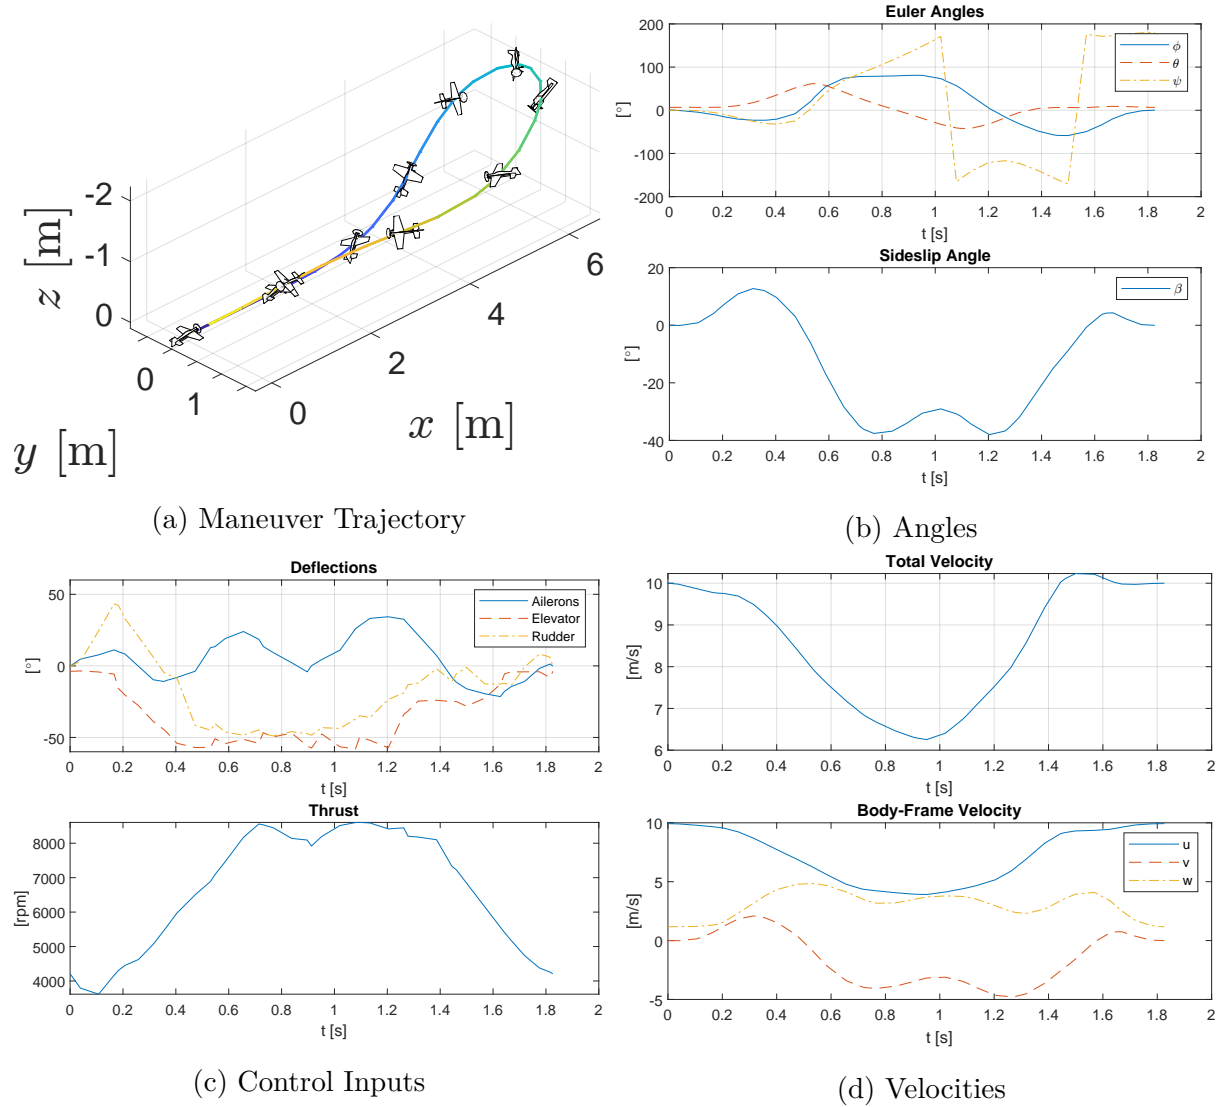 -2
-1
0
z [m]
0
1
y [m]
0
2
4
6
x [m]
(a) Maneuver Trajectory
Euler Angles
200
100
0
-100
-200
[°]
ϕ
θ
ψ
0 0.2 0.4 0.6 0.8 1 1.2 1.4 1.6 1.8 2
t [s]
Sideslip Angle
20
0
-20
-40
[°]
β
0 0.2 0.4 0.6 0.8 1 1.2 1.4 1.6 1.8 2
t [s]
(b) Angles
Deflections
50
0
-50
[°]
Ailerons
Elevator
Rudder
0 0.2 0.4 0.6 0.8 1 1.2 1.4 1.6 1.8 2
t [s]
Thrust
8000
7000
6000
5000
4000
[rpm]
0 0.2 0.4 0.6 0.8 1 1.2 1.4 1.6 1.8 2
t [s]
(c) Control Inputs
Total Velocity
10
9
8
7
6
[m/s]
0 0.2 0.4 0.6 0.8 1 1.2 1.4 1.6 1.8 2
t [s]
Body-Frame Velocity
10
5
0
-5
[m/s]
u
v
w
0 0.2 0.4 0.6 0.8 1 1.2 1.4 1.6 1.8 2
t [s]
(d) Velocities